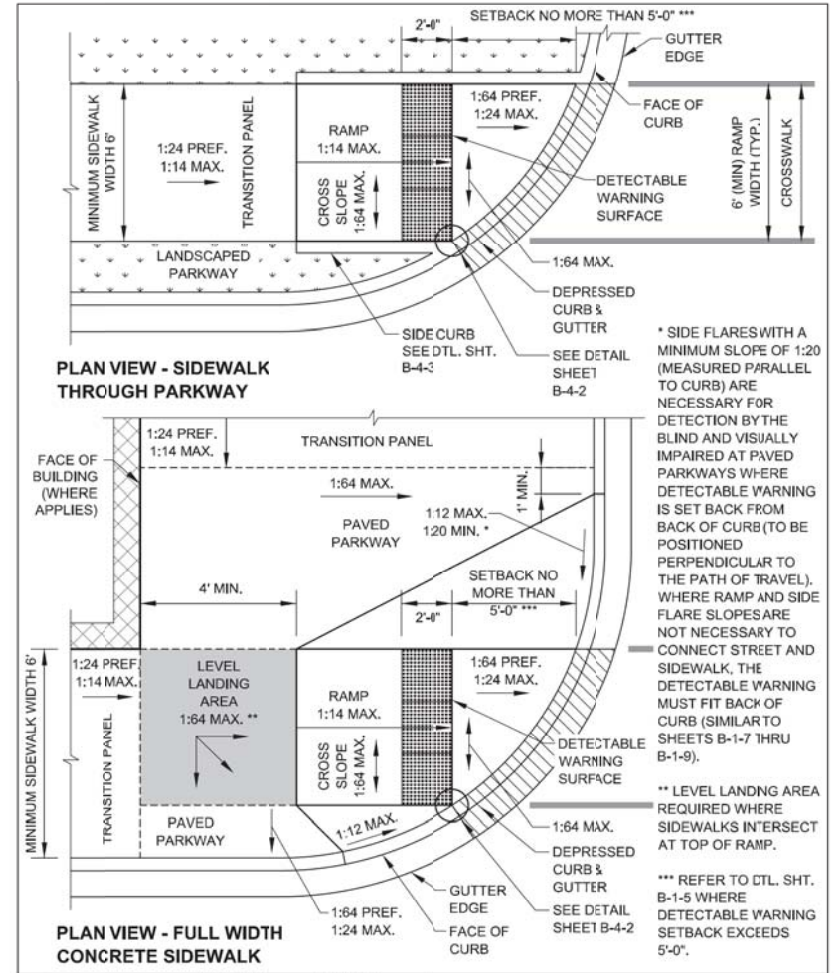 SETBACK NO MORE THAN 5'-0" ***
2'-0"
GUTTER
EDGE
MINIMUM SIDEWALK
WIDTH 6'
1:24 PREF.
1:14 MAX.
TRANSITION PANEL
RAMP
1:14 MAX.
CROSS
SLOPE
1:64 MAX.
1:64 PREF.
1:24 MAX.
FACE OF
CURB
6' (MIN) RAMP
WIDTH (TYP.)
CROSSWALK
DETECTABLE
WARNING
SURFACE
LANDSCAPED
PARKWAY
1:64 MAX.
DEPRESSED
CURB &
GUTTER
SIDE CURB
SEE DTL. SHT.
B-4-3
SEE DETAIL
SHEET
B-4-2
PLAN VIEW - SIDEWALK
THROUGH PARKWAY
* SIDE FLARES WITH A
MINIMUM SLOPE OF 1:20
(MEASURED PARALLEL
TO CURB) ARE
NECESSARY FOR
DETECTION BY THE
BLIND AND VISUALLY
IMPAIRED AT PAVED
PARKWAYS WHERE
DETECTABLE WARNING
IS SET BACK FROM
BACK OF CURB (TO BE
POSITIONED
PERPENDICULAR TO
THE PATH OF TRAVEL).
WHERE RAMP AND SIDE
FLARE SLOPES ARE
NOT NECESSARY TO
CONNECT STREET AND
SIDEWALK, THE
DETECTABLE WARNING
MUST FIT BACK OF
CURB (SIMILAR TO
SHEETS B-1-7 THRU
B-1-9).
** LEVEL LANDING AREA
REQUIRED WHERE
SIDEWALKS INTERSECT
AT TOP OF RAMP.
*** REFER TO DTL. SHT.
B-1-5 WHERE
DETECTABLE WARNING
SETBACK EXCEEDS
5'-0".
1:24 PREF.
1:14 MAX.
TRANSITION PANEL
FACE OF
BUILDING
(WHERE
APPLIES)
1:64 MAX.
1' MIN.
PAVED
PARKWAY
1:12 MAX.
1:20 MIN. *
4' MIN.
SETBACK NO
MORE THAN
5'-0" ***
2'-0"
MINIMUM SIDEWALK WIDTH 6'
1:24 PREF.
1:14 MAX.
TRANSITION PANEL
LEVEL
LANDING
AREA
1:64 MAX. **
RAMP
1:14 MAX.
CROSS
SLOPE
1:64 MAX.
1:64 PREF.
1:24 MAX.
DETECTABLE
WARNING
SURFACE
PAVED
PARKWAY
1:12 MAX.
1:64 MAX.
DEPRESSED
CURB &
GUTTER
1:64 PREF.
1:24 MAX.
GUTTER
EDGE
FACE OF
CURB
SEE DETAIL
SHEET B-4-2
PLAN VIEW - FULL WIDTH
CONCRETE SIDEWALK